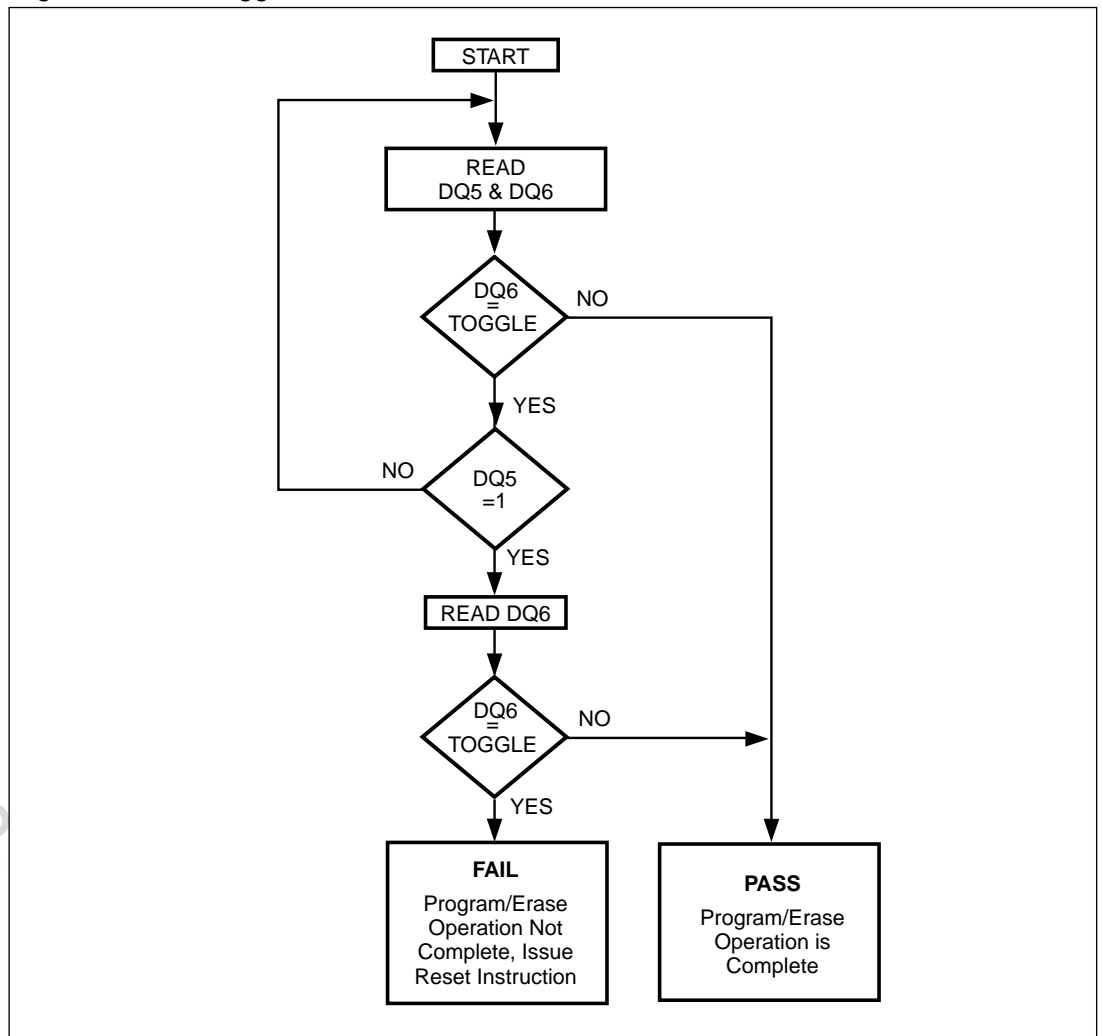 START
READ
DQ5 & DQ6
DQ6
=
TOGGLE
NO
YES
NO
DQ5
=1
YES
READ DQ6
DQ6
=
TOGGLE
NO
YES
FAIL
Program/Erase
Operation Not
Complete, Issue
Reset Instruction
PASS
Program/Erase
Operation is
Complete